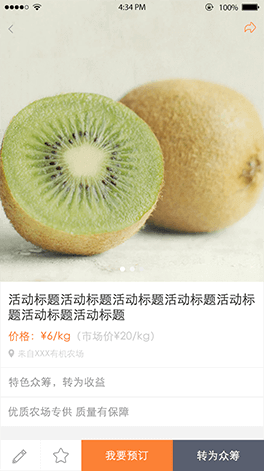 4:34 PM 100%
活动标题活动标题活动标题活动标题活动标
题活动标题活动标题
价格：¥6/kg（市场价¥20/kg）
来自XXX有机农场
特色众筹，转为收益
优质农场专供 质量有保障
我要预订 转为众筹